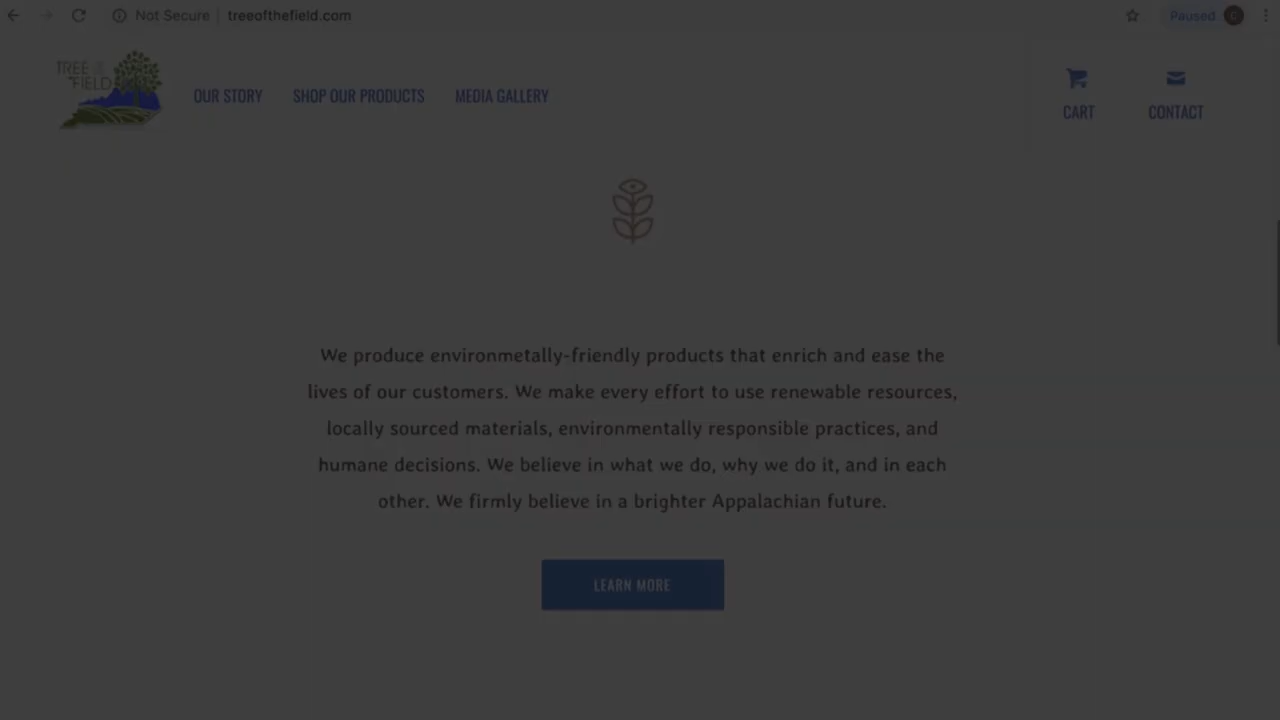 Not Secure treeofthefield.com Paused
TREE
FIELD
OUR STORY SHOP OUR PRODUCTS MEDIA GALLERY
CART CONTACT
We produce environmetally-friendly products that enrich and ease the
lives of our customers. We make every effort to use renewable resources,
locally sourced materials, environmentally responsible practices, and
humane decisions. We believe in what we do, why we do it, and in each
other. We firmly believe in a brighter Appalachian future.
LEARN MORE